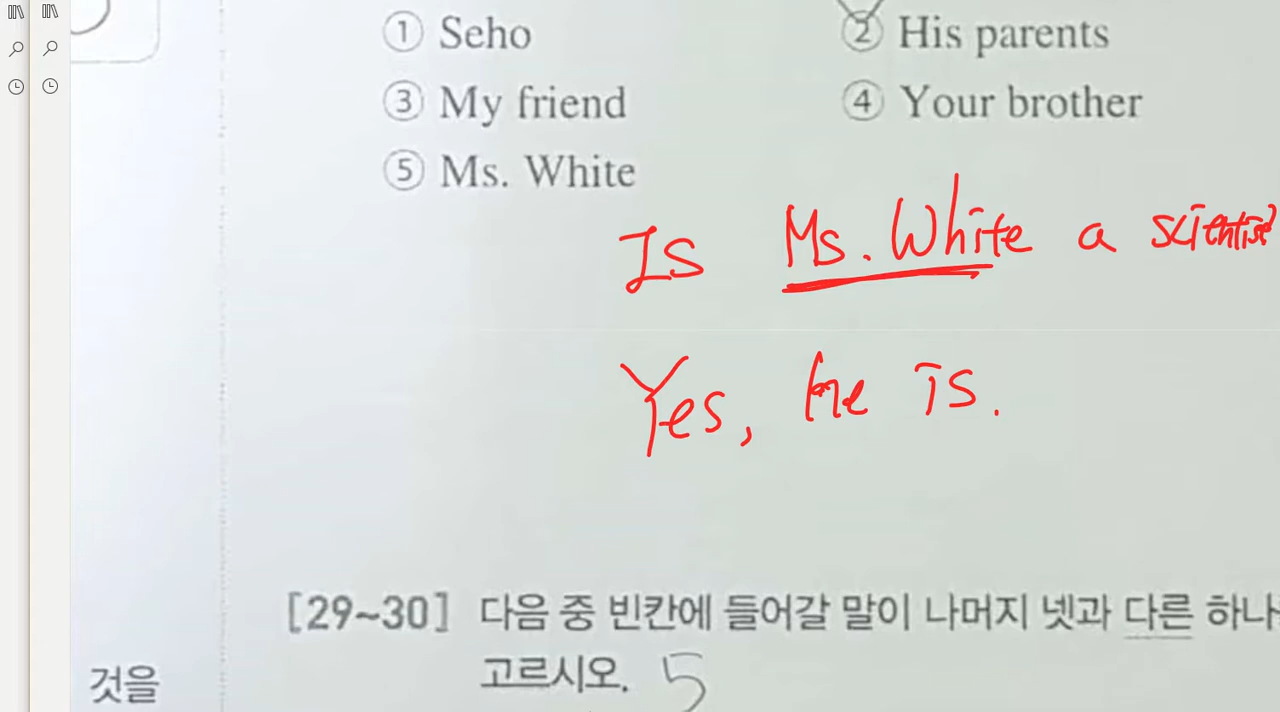 ① Seho ② His parents
③ My friend ④ Your brother
⑤ Ms. White
Is Ms. White a scientist?
Yes, he is.
[29~30] 다음 중 빈칸에 들어갈 말이 나머지 넷과 다른 하나
고르시오. 5
것을